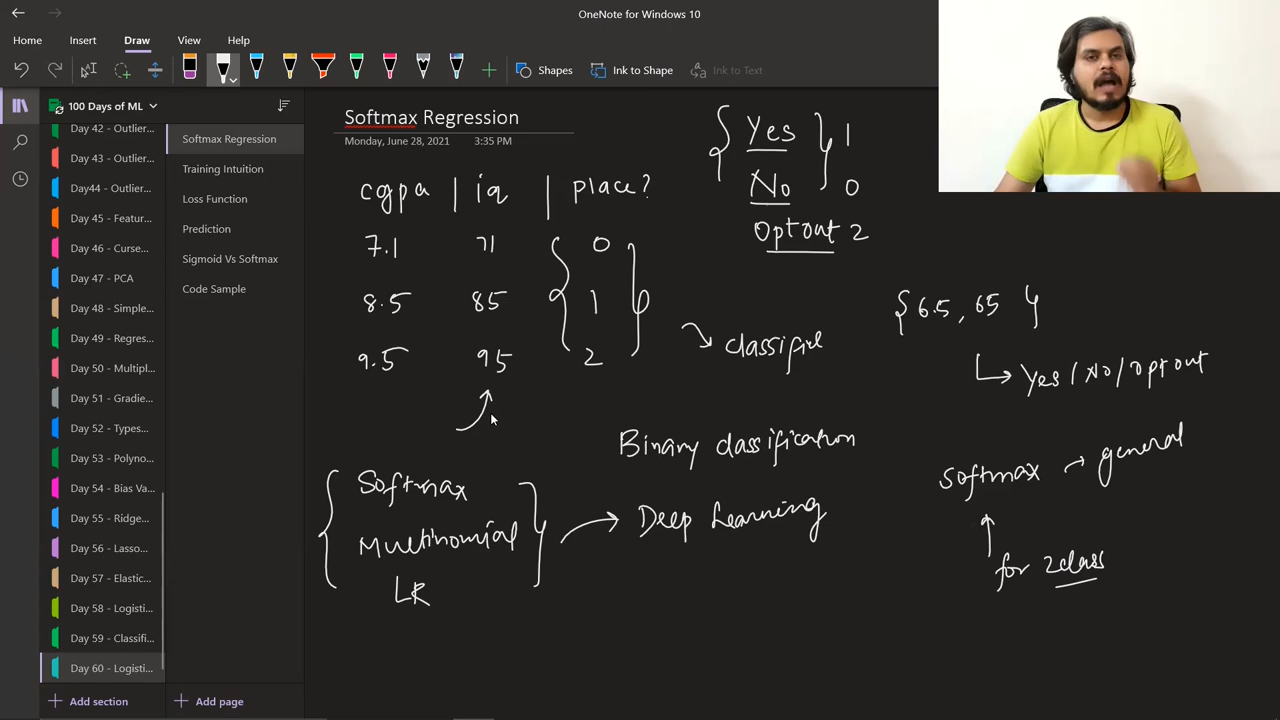 OneNote for Windows 10
Home Insert Draw View Help
Shapes Ink to Shape Ink to Text
100 Days of ML
Day 42 - Outlier...
Day 43 - Outlier...
Day44 - Outlier...
Day 45 - Featur...
Day 46 - Curse...
Day 47 - PCA
Day 48 - Simple...
Day 49 - Regres...
Day 50 - Multipl...
Day 51 - Gradie...
Day 52 - Types...
Day 53 - Polyno...
Day 54 - Bias Va...
Day 55 - Ridge...
Day 56 - Lasso...
Day 57 - Elastic...
Day 58 - Logisti...
Day 59 - Classifi...
Day 60 - Logisti...
Add section
Softmax Regression
Training Intuition
Loss Function
Prediction
Sigmoid Vs Softmax
Code Sample
Add page
Softmax Regression
Monday, June 28, 2021 3:35 PM
cgpa | iq | place?
7.1 71 0
8.5 85 1
9.5 95 2
Yes 1
No 0
Opt out 2
{6.5, 65}
Yes / No / opt out
Binary classification
Softmax
Multinomial
LR
Deep Learning
Softmax → general
for 2 class